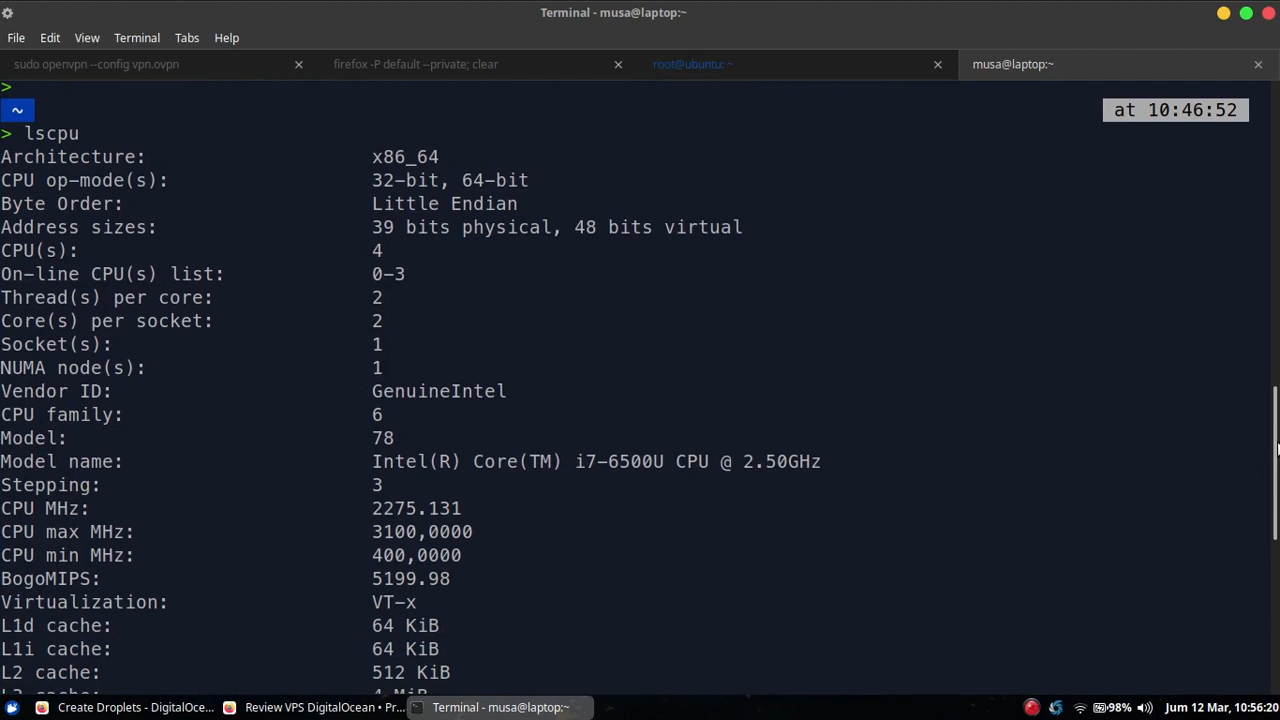 Terminal - musa@laptop:~
File Edit View Terminal Tabs Help
sudo openvpn --config vpn.ovpn
firefox -P default --private; clear
root@ubuntu: ~
musa@laptop:~
>
~
at 10:46:52
> lscpu
Architecture: x86_64
CPU op-mode(s): 32-bit, 64-bit
Byte Order: Little Endian
Address sizes: 39 bits physical, 48 bits virtual
CPU(s): 4
On-line CPU(s) list: 0-3
Thread(s) per core: 2
Core(s) per socket: 2
Socket(s): 1
NUMA node(s): 1
Vendor ID: GenuineIntel
CPU family: 6
Model: 78
Model name: Intel(R) Core(TM) i7-6500U CPU @ 2.50GHz
Stepping: 3
CPU MHz: 2275.131
CPU max MHz: 3100,0000
CPU min MHz: 400,0000
BogoMIPS: 5199.98
Virtualization: VT-x
L1d cache: 64 KiB
L1i cache: 64 KiB
L2 cache: 512 KiB
L3 cache: 4 MiB
Create Droplets - DigitalOce...
Review VPS DigitalOcean • Pr...
Terminal - musa@laptop:~
98%
Jum 12 Mar, 10:56:20